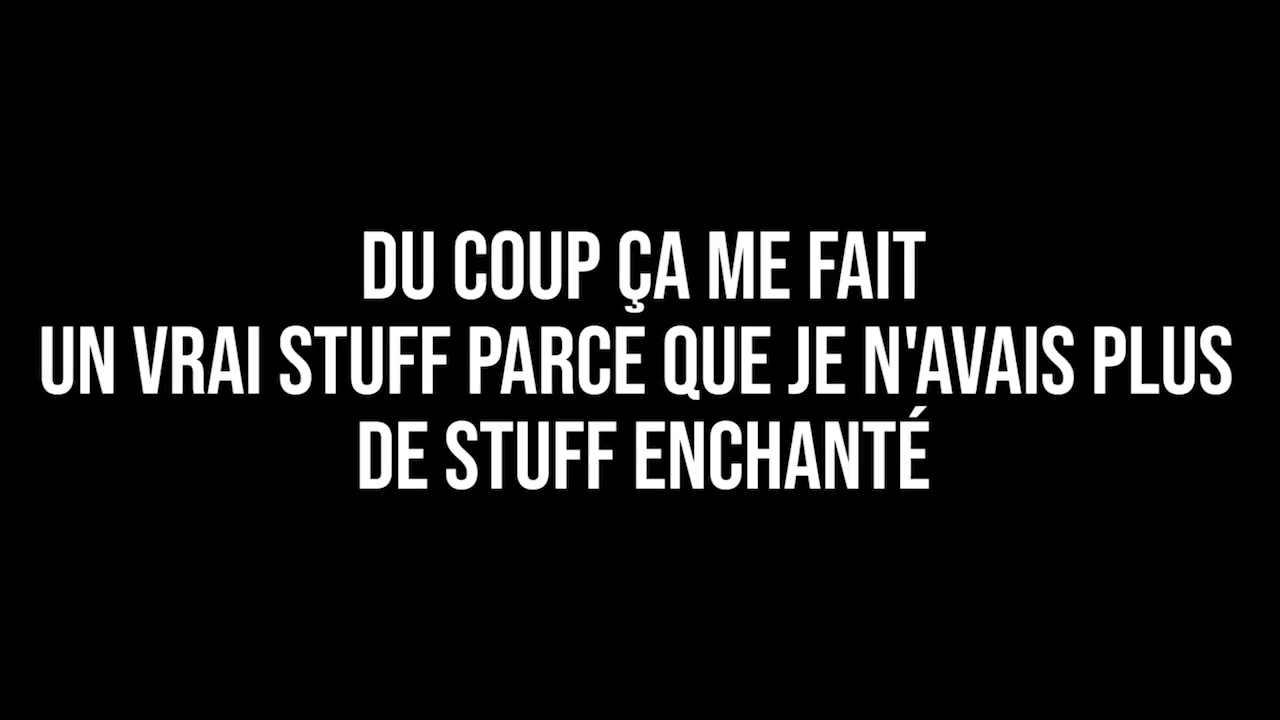 DU COUP ÇA ME FAIT
UN VRAI STUFF PARCE QUE JE N'AVAIS PLUS
DE STUFF ENCHANTÉ